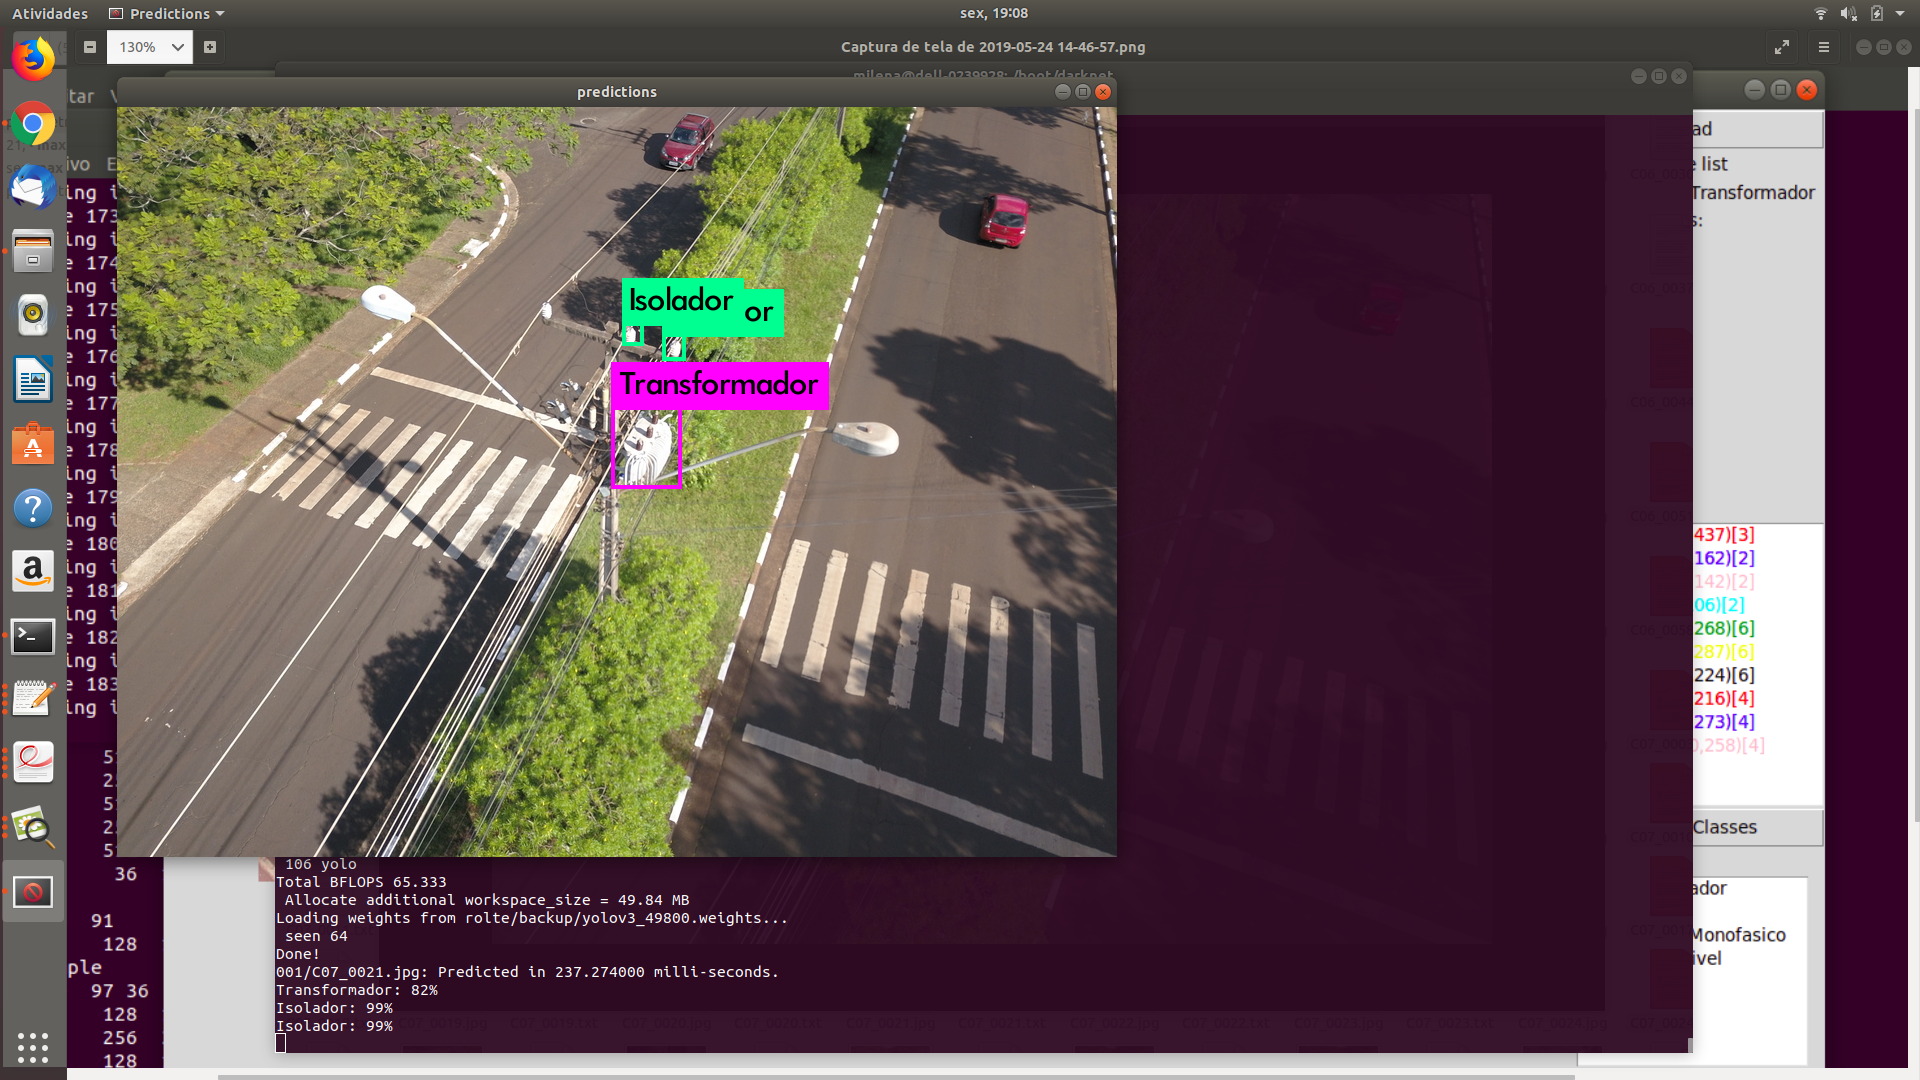 Atividades
Predictions
sex, 19:08
130%
Captura de tela de 2019-05-24 14-46-57.png
milena@dell-0239928: /boot/darknet
predictions
Isolador
or
Transformador
tar
ivo
ing i
e 173
ing i
e 174
ing i
e 175
ing i
e 176
ing i
e 177
ing i
e 178
ing i
e 179
ing i
e 180
ing i
e 181
ing i
e 182
ing i
e 183
ing i
36
91
128
ple
97 36
128
256
128
106 yolo
Total BFLOPS 65.333
Allocate additional workspace_size = 49.84 MB
Loading weights from rolte/backup/yolov3_49800.weights...
seen 64
Done!
001/C07_0021.jpg: Predicted in 237.274000 milli-seconds.
Transformador: 82%
Isolador: 99%
Isolador: 99%
ad
list
Transformador
s:
437)[3]
162)[2]
142)[2]
06)[2]
268)[6]
287)[6]
224)[6]
216)[4]
273)[4]
0,258)[4]
Classes
ador
Monofasico
ivel